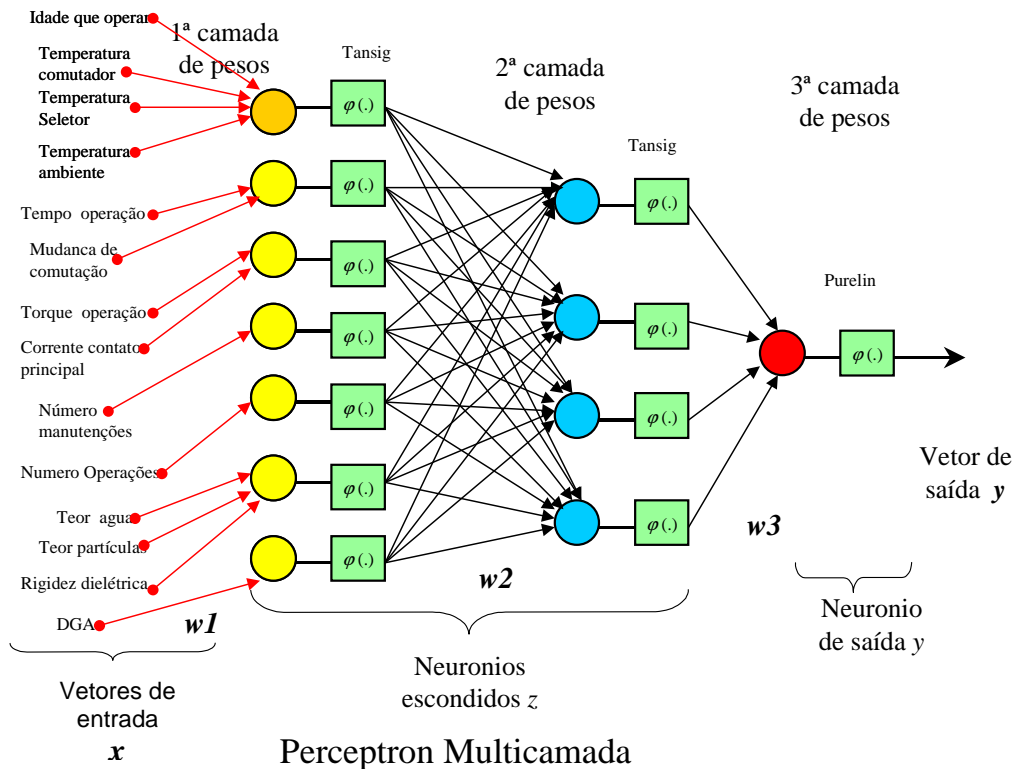 Idade que operan
1ª camada
de pesos
Temperatura
comutador
Temperatura
Seletor
Temperatura
ambiente
Tempo operação
Mudanca de
comutação
Torque operação
Corrente contato
principal
Número
manutenções
Numero Operações
Teor agua
Teor partículas
Rigidez dielétrica
DGA
w1
Vetores de
entrada
x
Tansig
φ(.)
φ(.)
φ(.)
φ(.)
φ(.)
φ(.)
φ(.)
2ª camada
de pesos
w2
Neuronios
escondidos z
Tansig
φ(.)
φ(.)
φ(.)
φ(.)
3ª camada
de pesos
w3
Purelin
φ(.)
Vetor de
saída y
Neuronio
de saída y
Perceptron Multicamada